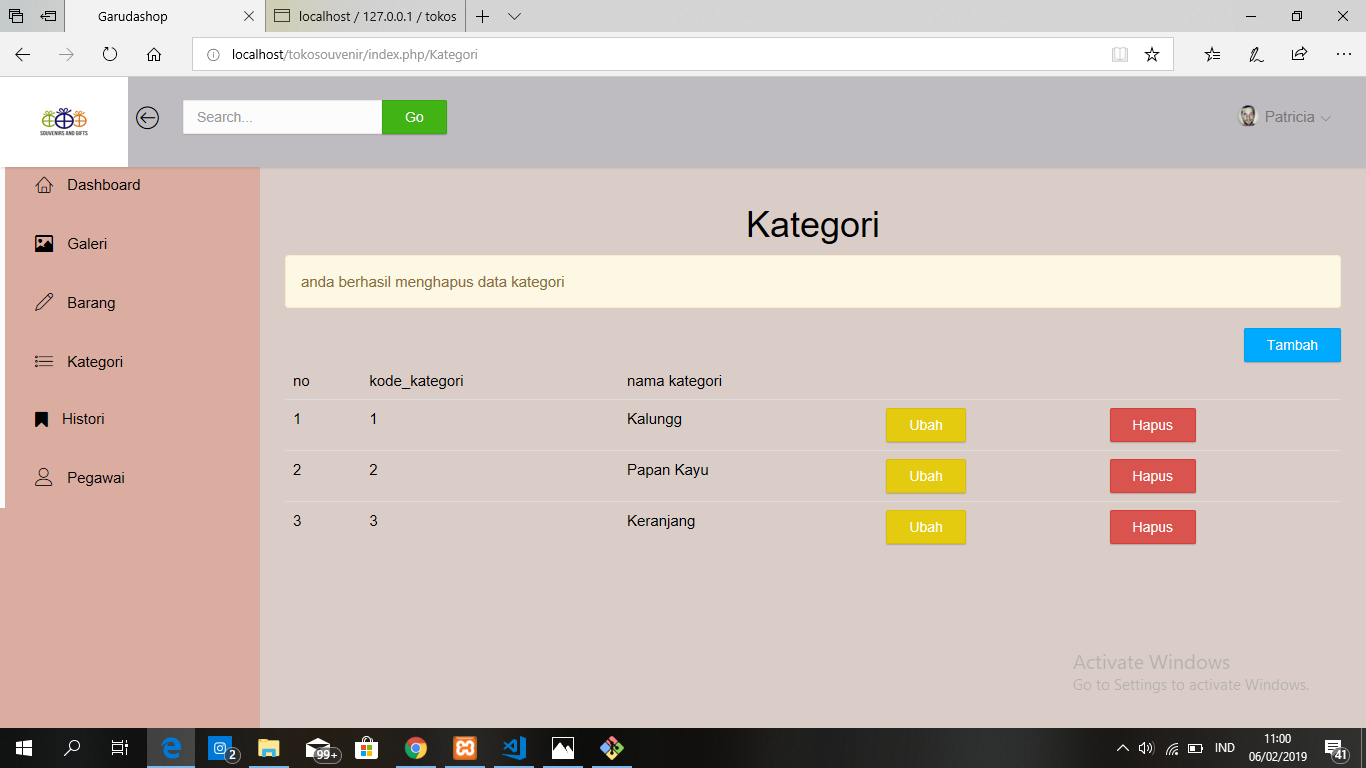 Garudashop
localhost / 127.0.0.1 / tokos
localhost/tokosouvenir/index.php/Kategori
SOUVENIRS AND GIFTS
Search...
Go
Patricia
Dashboard
Galeri
Barang
Kategori
Histori
Pegawai
Kategori
anda berhasil menghapus data kategori
Tambah
no kode_kategori nama kategori
1 1 Kalungg Ubah Hapus
2 2 Papan Kayu Ubah Hapus
3 3 Keranjang Ubah Hapus
Activate Windows
Go to Settings to activate Windows.
2
99+
IND
11:00
06/02/2019
41